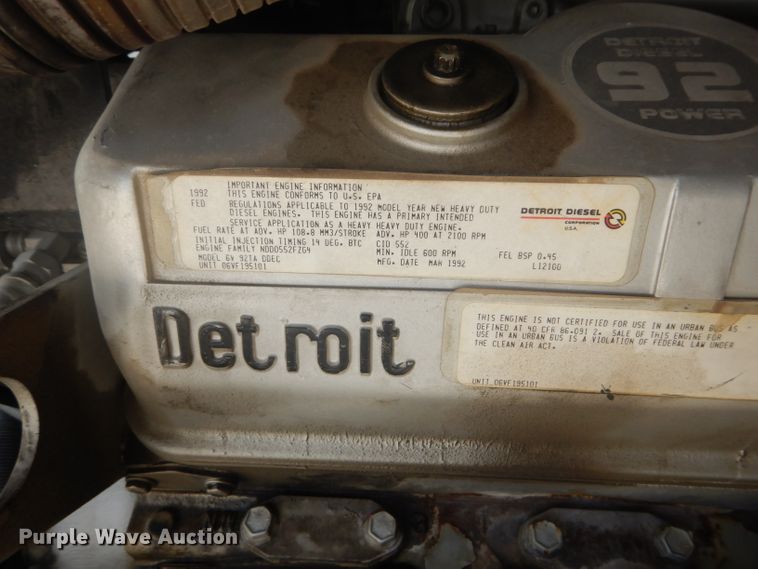 DETROIT
DIESEL
92
POWER
1992 IMPORTANT ENGINE INFORMATION
FED THIS ENGINE CONFORMS TO U.S. EPA
REGULATIONS APPLICABLE TO 1992 MODEL YEAR NEW HEAVY DUTY
DIESEL ENGINES. THIS ENGINE HAS A PRIMARY INTENDED
SERVICE APPLICATION AS A HEAVY HEAVY DUTY ENGINE.
FUEL RATE AT ADV. HP 108.8 MM3/STROKE ADV. HP 400 AT 2100 RPM
INITIAL INJECTION TIMING 14 DEG. BTC CID 552
ENGINE FAMILY NDD0552FZG4 MIN. IDLE 600 RPM FEL BSP 0.45
MODEL 6V 92TA DDEC MFG. DATE MAR 1992 L121GG
UNIT 06VF195101
DETROIT DIESEL
CORPORATION
U.S.A.
THIS ENGINE IS NOT CERTIFIED FOR USE IN AN URBAN BUS AS
DEFINED AT 40 CFR 86.091 2. SALE OF THIS ENGINE FOR
USE IN AN URBAN BUS IS A VIOLATION OF FEDERAL LAW UNDER
THE CLEAN AIR ACT.
UNIT 06VF195101
Detroit
Purple Wave Auction